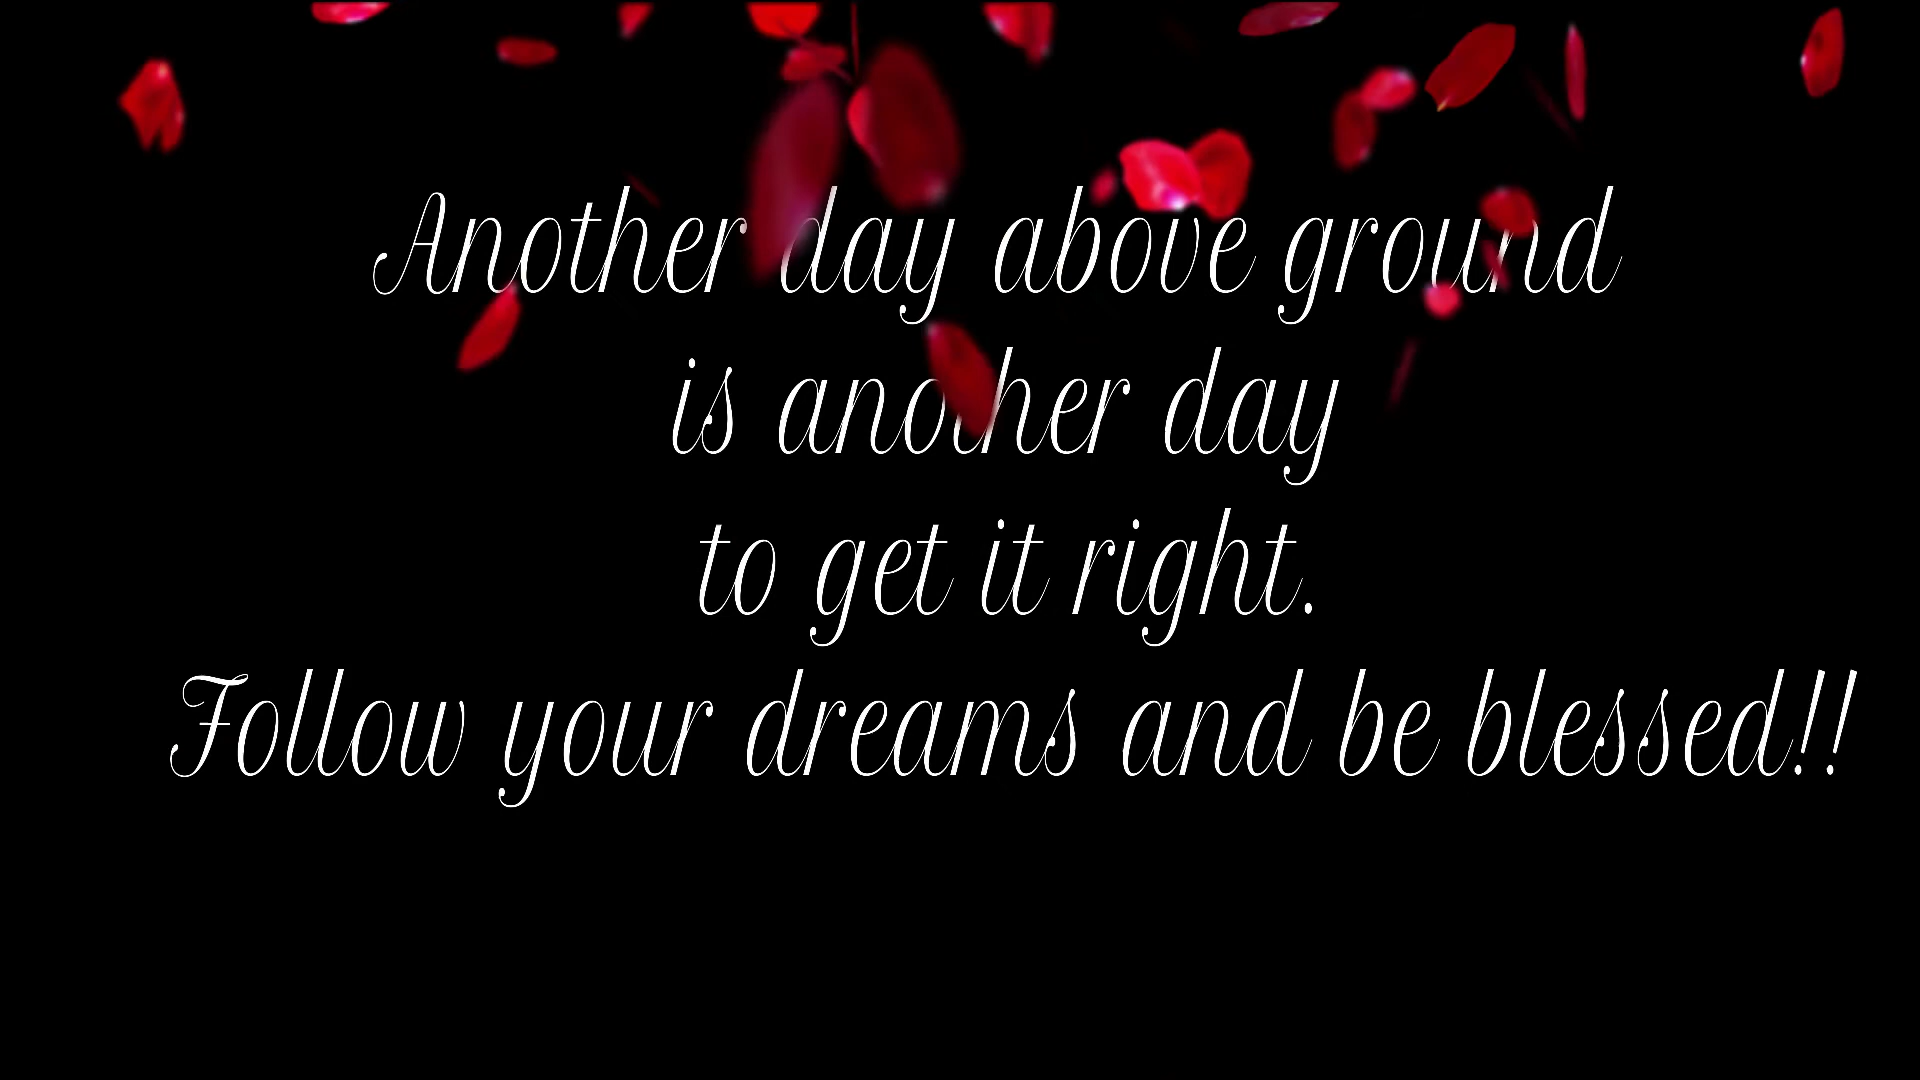 Another day above ground
is another day
to get it right.
Follow your dreams and be blessed!!